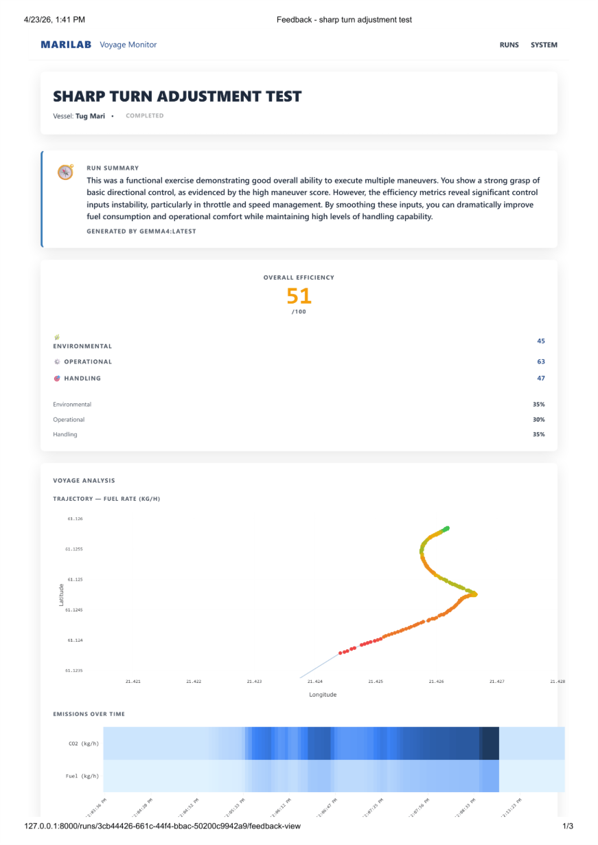 4/23/26, 1:41 PM
Feedback - sharp turn adjustment test
MARILAB Voyage Monitor
RUNS SYSTEM
SHARP TURN ADJUSTMENT TEST
Vessel: Tug Mari • COMPLETED
RUN SUMMARY
This was a functional exercise demonstrating good overall ability to execute multiple maneuvers. You show a strong grasp of
basic directional control, as evidenced by the high maneuver score. However, the efficiency metrics reveal significant control
inputs instability, particularly in throttle and speed management. By smoothing these inputs, you can dramatically improve
fuel consumption and operational comfort while maintaining high levels of handling capability.
GENERATED BY GEMMA4:LATEST
OVERALL EFFICIENCY
51
/100
ENVIRONMENTAL 45
OPERATIONAL 63
HANDLING 47
Environmental 35%
Operational 30%
Handling 35%
VOYAGE ANALYSIS
TRAJECTORY — FUEL RATE (KG/H)
61.126
61.1255
61.125
61.1245
61.124
61.1235
Latitude
21.421 21.422 21.423 21.424 21.425 21.426 21.427 21.428
Longitude
EMISSIONS OVER TIME
CO2 (kg/h)
Fuel (kg/h)
127.0.0.1:8000/runs/3cb44426-661c-44f4-bbac-50200c9942a9/feedback-view
1/3